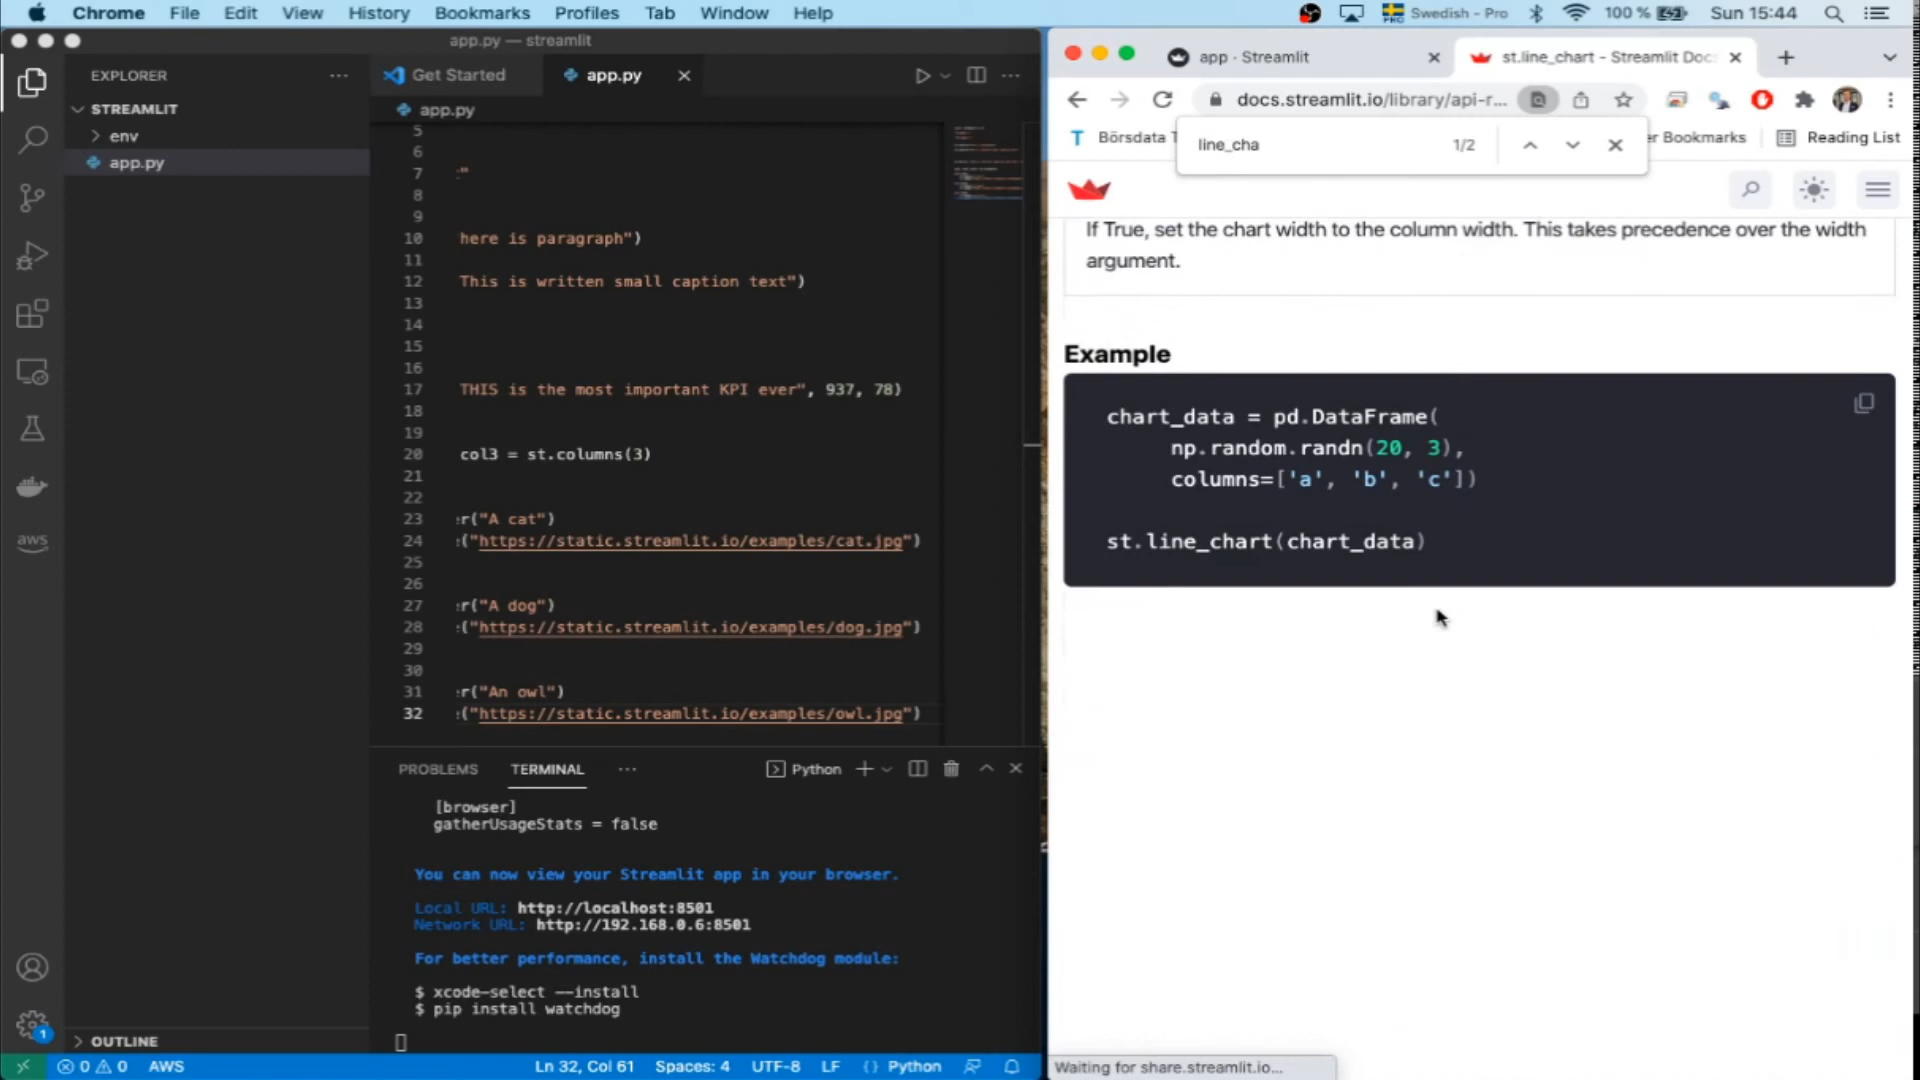 Chrome File Edit View History Bookmarks Profiles Tab Window Help
Swedish - Pro 100 % Sun 15:44
app.py — streamlit
EXPLORER
STREAMLIT
env
app.py
OUTLINE
Get Started app.py
app.py
5
6
7 :"
8
9
10 here is paragraph")
11
12 This is written small caption text")
13
14
15
16
17 THIS is the most important KPI ever", 937, 78)
18
19
20 col3 = st.columns(3)
21
22
23 :r("A cat")
24 :("https://static.streamlit.io/examples/cat.jpg")
25
26
27 :r("A dog")
28 :("https://static.streamlit.io/examples/dog.jpg")
29
30
31 :r("An owl")
32 :("https://static.streamlit.io/examples/owl.jpg")
PROBLEMS TERMINAL Python
[browser]
gatherUsageStats = false
You can now view your Streamlit app in your browser.
Local URL: http://localhost:8501
Network URL: http://192.168.0.6:8501
For better performance, install the Watchdog module:
$ xcode-select --install
$ pip install watchdog
aws
1
0 0 AWS Ln 32, Col 61 Spaces: 4 UTF-8 LF Python
app · Streamlit st.line_chart - Streamlit Doc
docs.streamlit.io/library/api-r...
Börsdata Bookmarks Reading List
line_cha 1/2
If True, set the chart width to the column width. This takes precedence over the width
argument.
Example
chart_data = pd.DataFrame(
np.random.randn(20, 3),
columns=['a', 'b', 'c'])
st.line_chart(chart_data)
Waiting for share.streamlit.io...